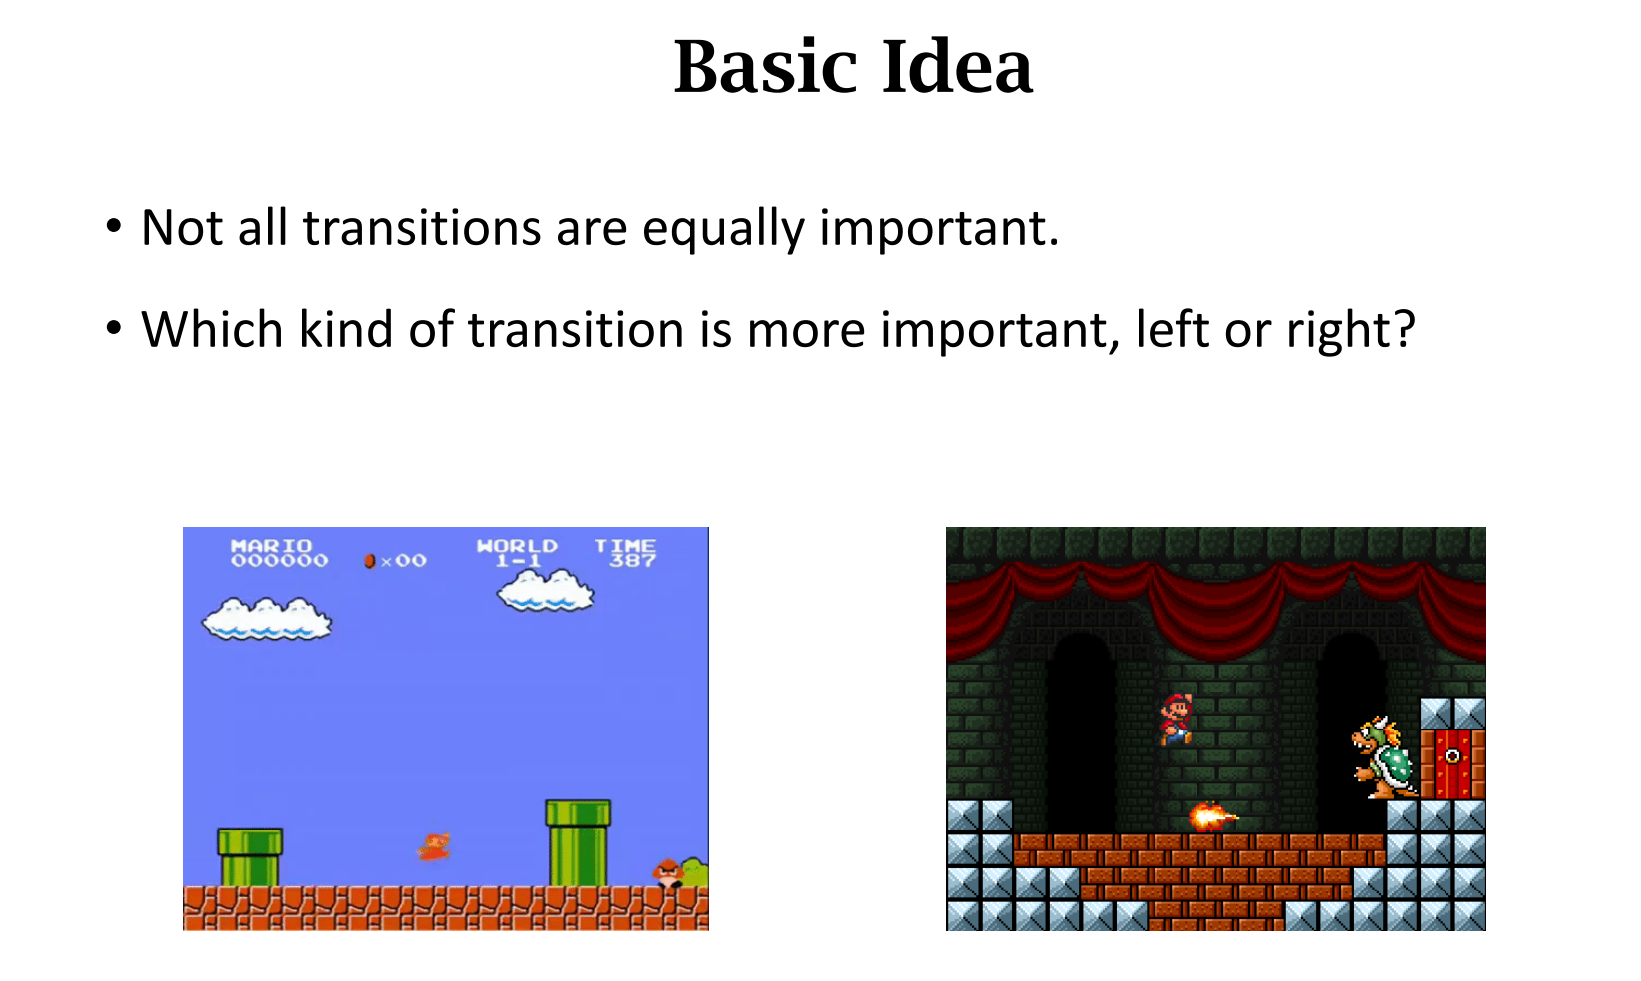 Basic Idea
• Not all transitions are equally important.
• Which kind of transition is more important, left or right?
MARIO WORLD TIME
000000 ×00 1-1 387